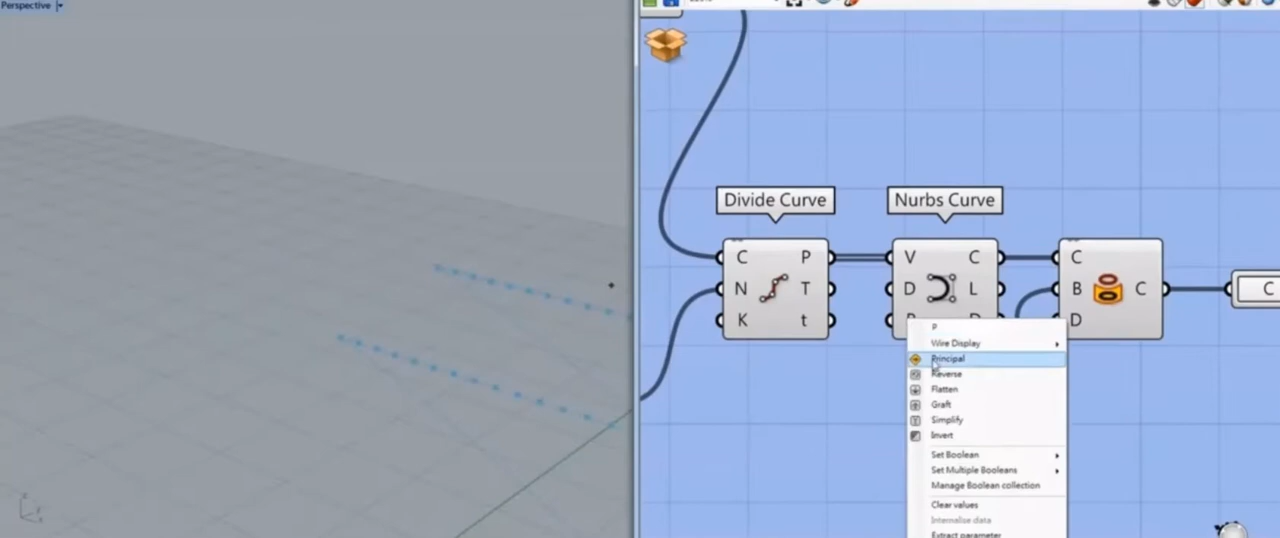 Perspective
Divide Curve
Nurbs Curve
C P
N T
K t
V C
D L
P D
C
B C
D
C
P
Wire Display
Principal
Reverse
Flatten
Graft
Simplify
Invert
Set Boolean
Set Multiple Booleans
Manage Boolean collection
Clear values
Internalise data
Extract parameter